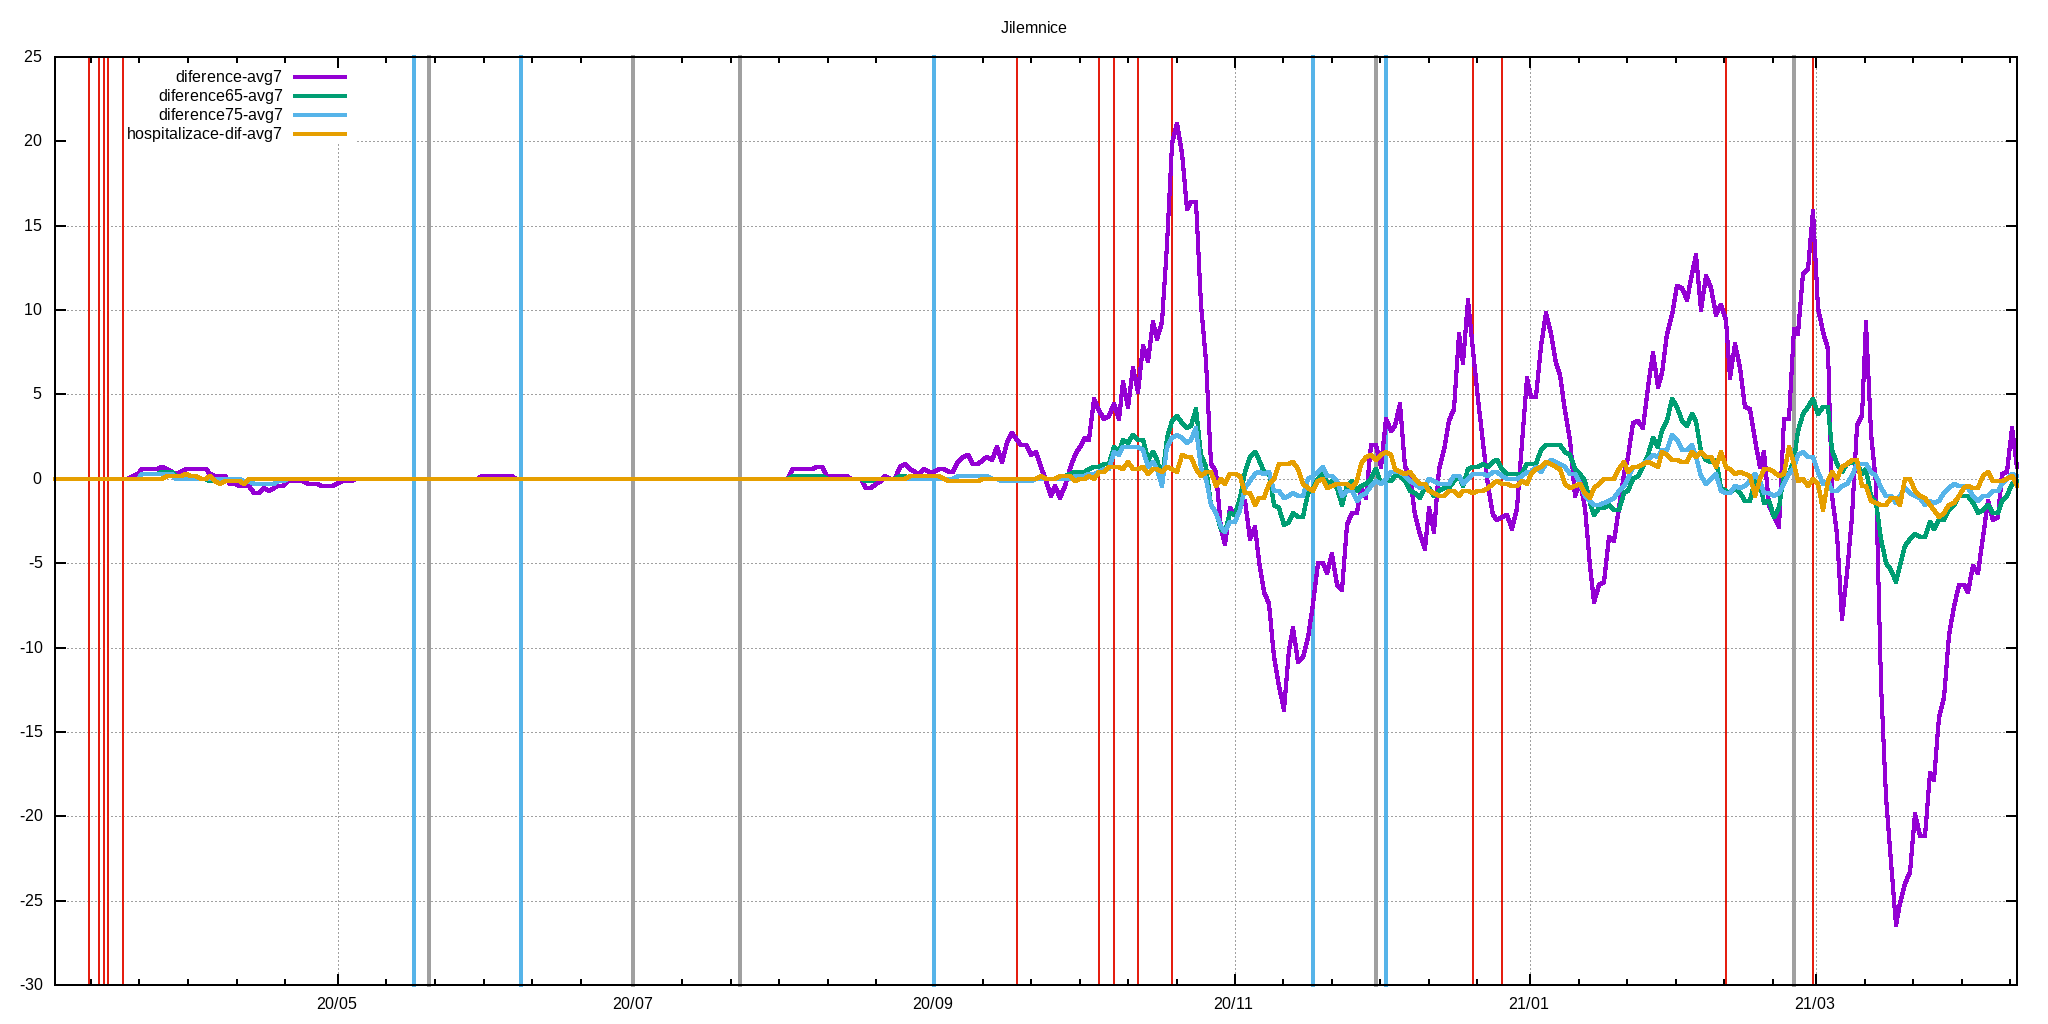 Jilemnice
25
20
15
10
5
0
-5
-10
-15
-20
-25
-30
diference-avg7
diference65-avg7
diference75-avg7
hospitalizace-dif-avg7
20/05 20/07 20/09 20/11 21/01 21/03